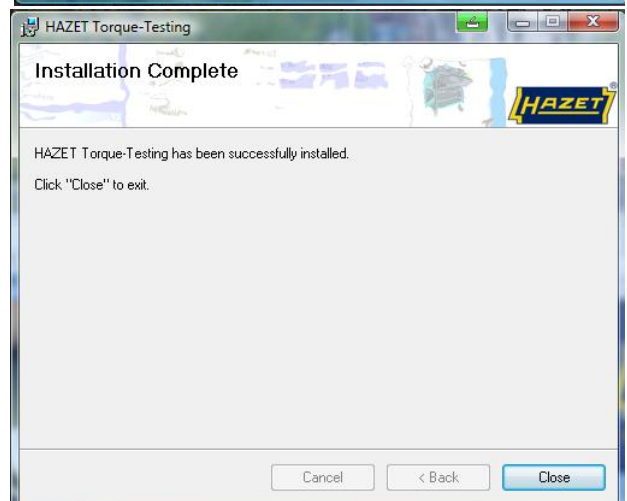 HAZET Torque-Testing
Installation Complete
HAZET
®
HAZET Torque-Testing has been successfully installed.
Click "Close" to exit.
Cancel
< Back
Close